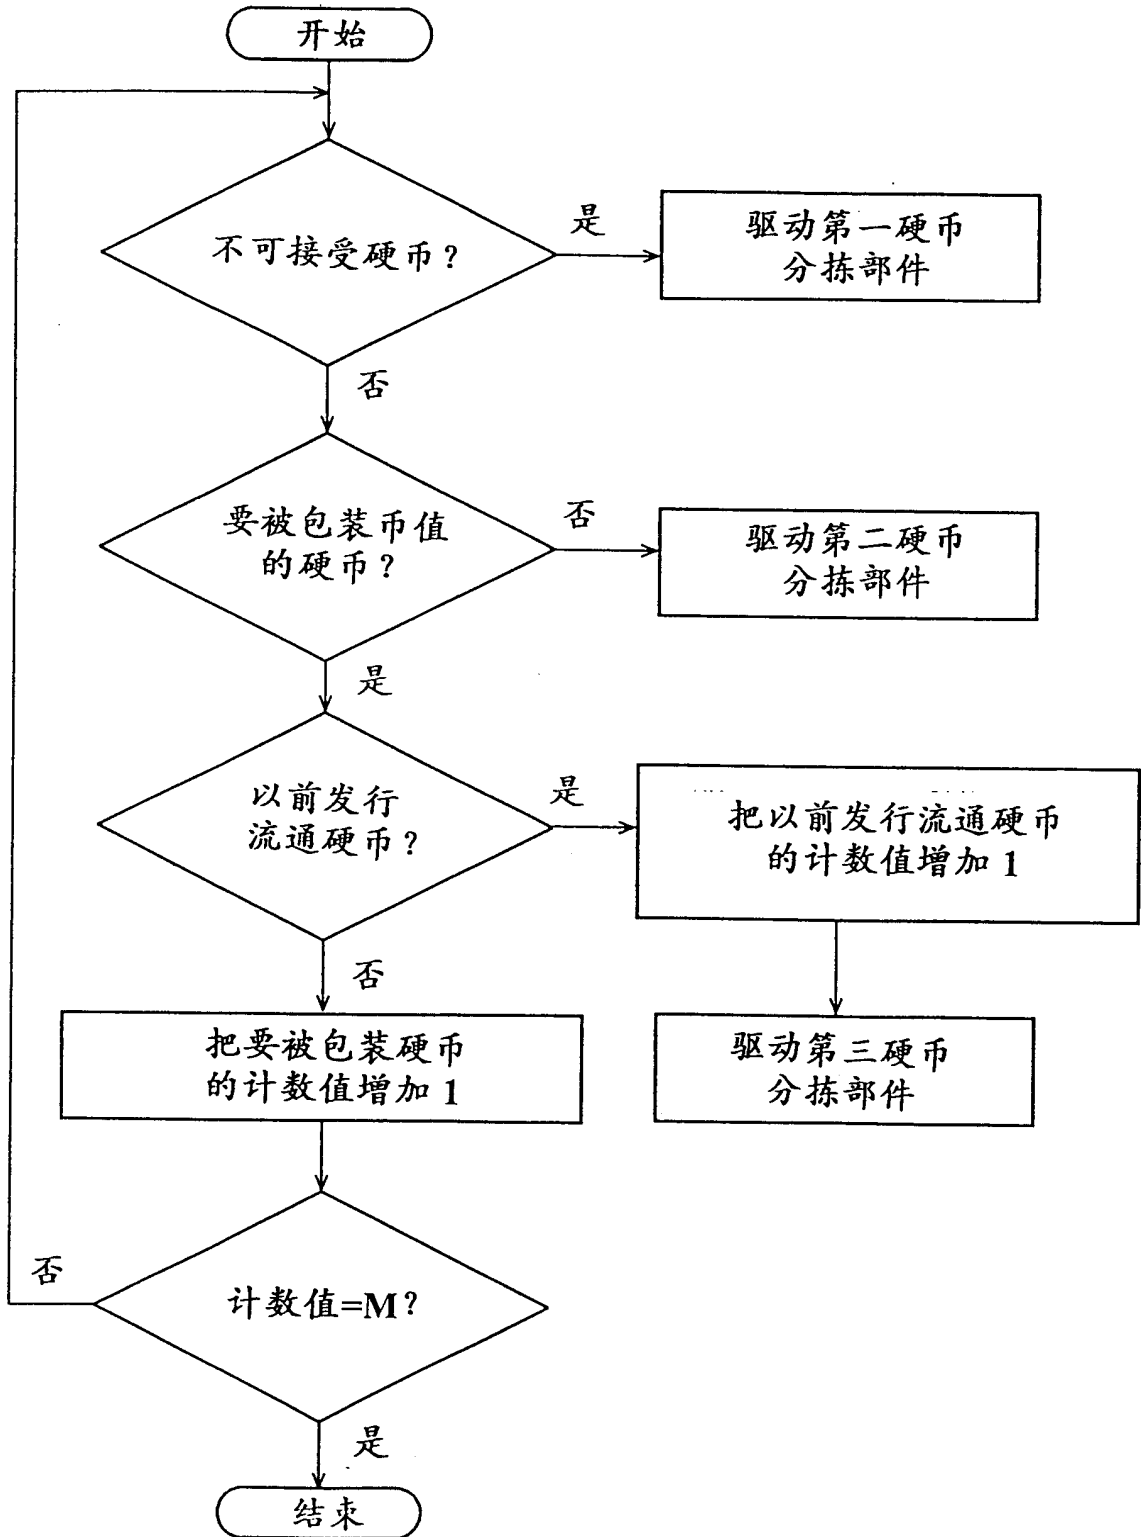 开始
不可接受硬币？
是
驱动第一硬币
分拣部件
否
要被包装币值
的硬币？
否
驱动第二硬币
分拣部件
是
以前发行
流通硬币？
是
把以前发行流通硬币
的计数值增加 1
否
把要被包装硬币
的计数值增加 1
驱动第三硬币
分拣部件
否
计数值=M？
是
结束